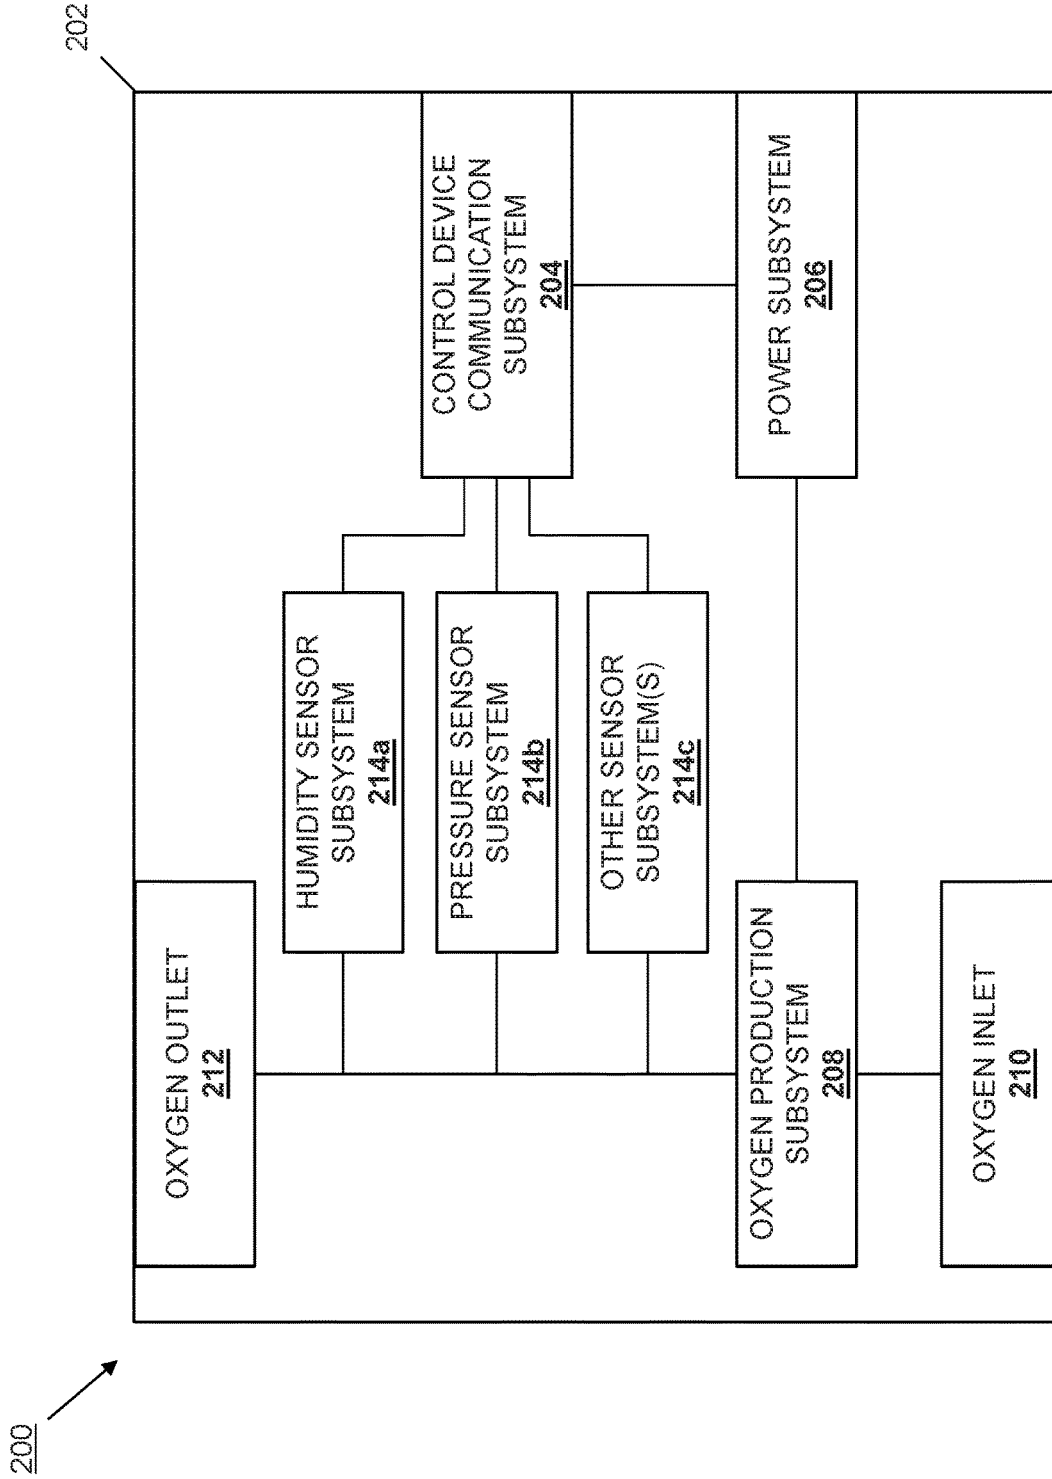 200
202
OXYGEN OUTLET
212
HUMIDITY SENSOR
SUBSYSTEM
214a
PRESSURE SENSOR
SUBSYSTEM
214b
OTHER SENSOR
SUBSYSTEM(S)
214c
CONTROL DEVICE
COMMUNICATION
SUBSYSTEM
204
OXYGEN PRODUCTION
SUBSYSTEM
208
POWER SUBSYSTEM
206
OXYGEN INLET
210